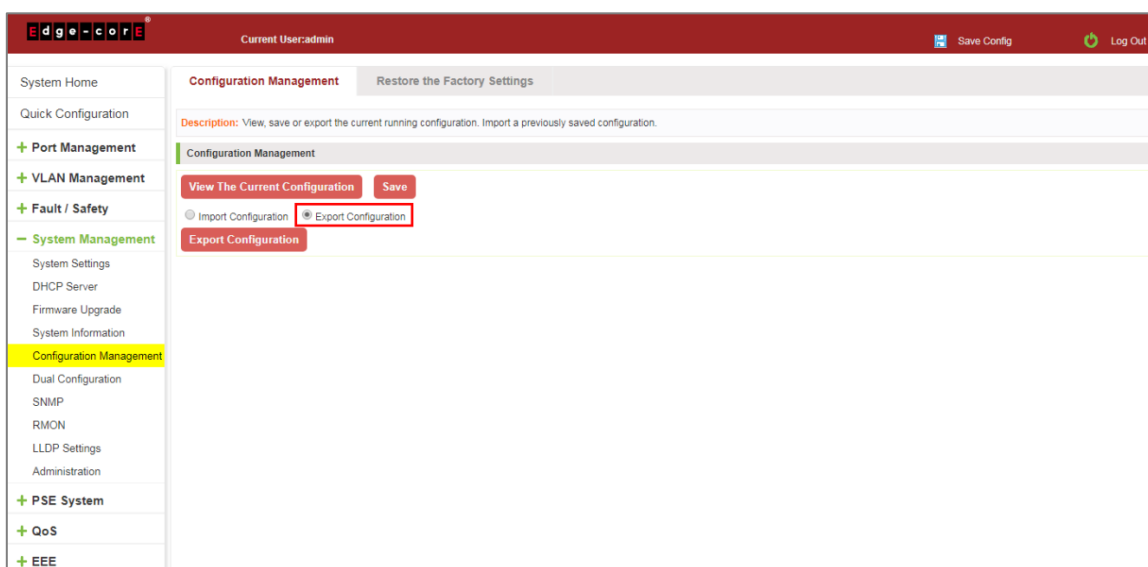 Edge-corE®
Current User:admin
Save Config
Log Out
System Home
Quick Configuration
+ Port Management
+ VLAN Management
+ Fault / Safety
− System Management
System Settings
DHCP Server
Firmware Upgrade
System Information
Configuration Management
Dual Configuration
SNMP
RMON
LLDP Settings
Administration
+ PSE System
+ QoS
+ EEE
Configuration Management
Restore the Factory Settings
Description: View, save or export the current running configuration. Import a previously saved configuration.
Configuration Management
View The Current Configuration
Save
Import Configuration
Export Configuration
Export Configuration